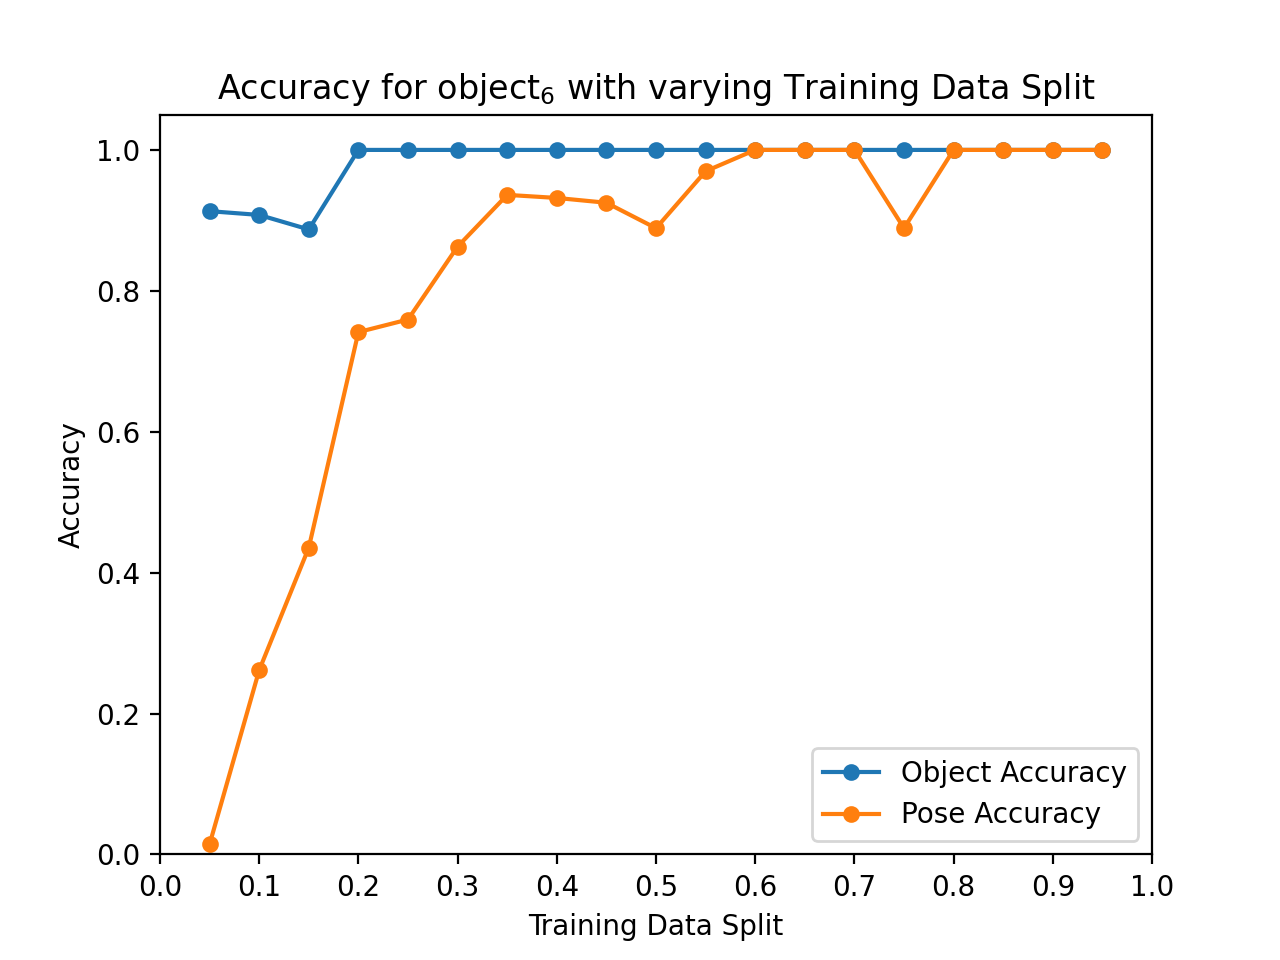 Accuracy for object₆ with varying Training Data Split
1.0
0.8
0.6
0.4
0.2
0.0
Accuracy
Object Accuracy
Pose Accuracy
0.0 0.1 0.2 0.3 0.4 0.5 0.6 0.7 0.8 0.9 1.0
Training Data Split